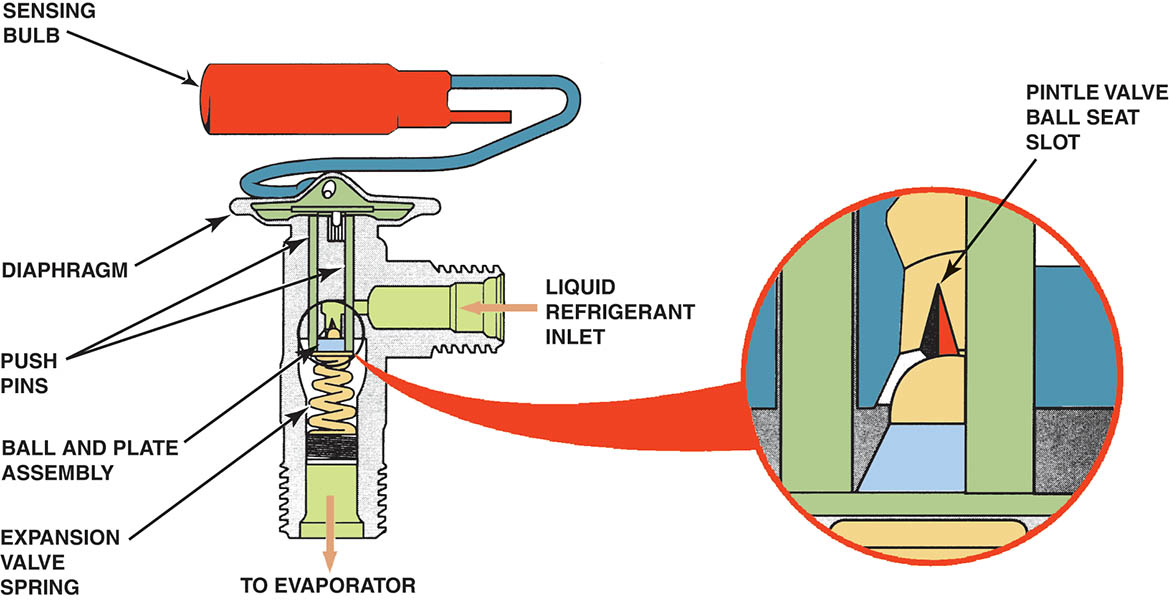 SENSING
BULB
DIAPHRAGM
PUSH
PINS
BALL AND PLATE
ASSEMBLY
EXPANSION
VALVE
SPRING
TO EVAPORATOR
LIQUID
REFRIGERANT
INLET
PINTLE VALVE
BALL SEAT
SLOT